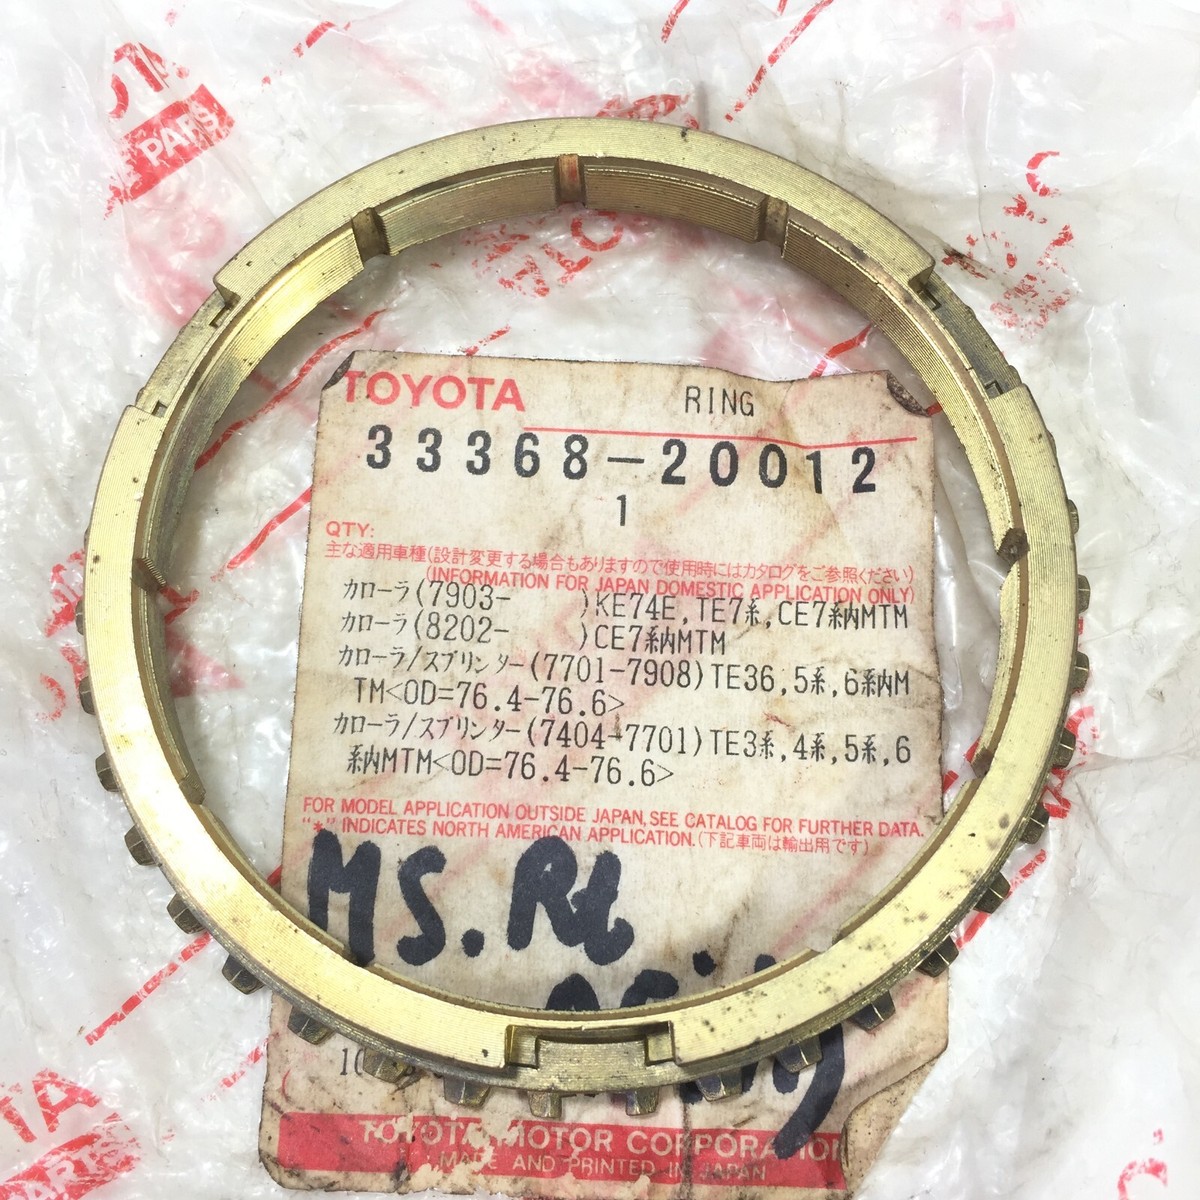 PARTS
TOYOTA RING
33368-20012
1
QTY:
主な適用車種(設計変更する場合もありますので使用時にはカタログをご参照ください)
(INFORMATION FOR JAPAN DOMESTIC APPLICATION ONLY)
カローラ(7903-    )KE74E,TE7系,CE7系内MTM
カローラ(8202-    )CE7系内MTM
カローラ/スプリンター(7701-7908)TE36,5系,6系内M
TM<OD=76.4-76.6>
カローラ/スプリンター(7404-7701)TE3系,4系,5系,6
系内MTM<OD=76.4-76.6>
FOR MODEL APPLICATION OUTSIDE JAPAN, SEE CATALOG FOR FURTHER DATA.
"*" INDICATES NORTH AMERICAN APPLICATION.(下記車両は輸出用です)
MS.Rt
TOYOTA MOTOR CORPORATION
MADE AND PRINTED IN JAPAN